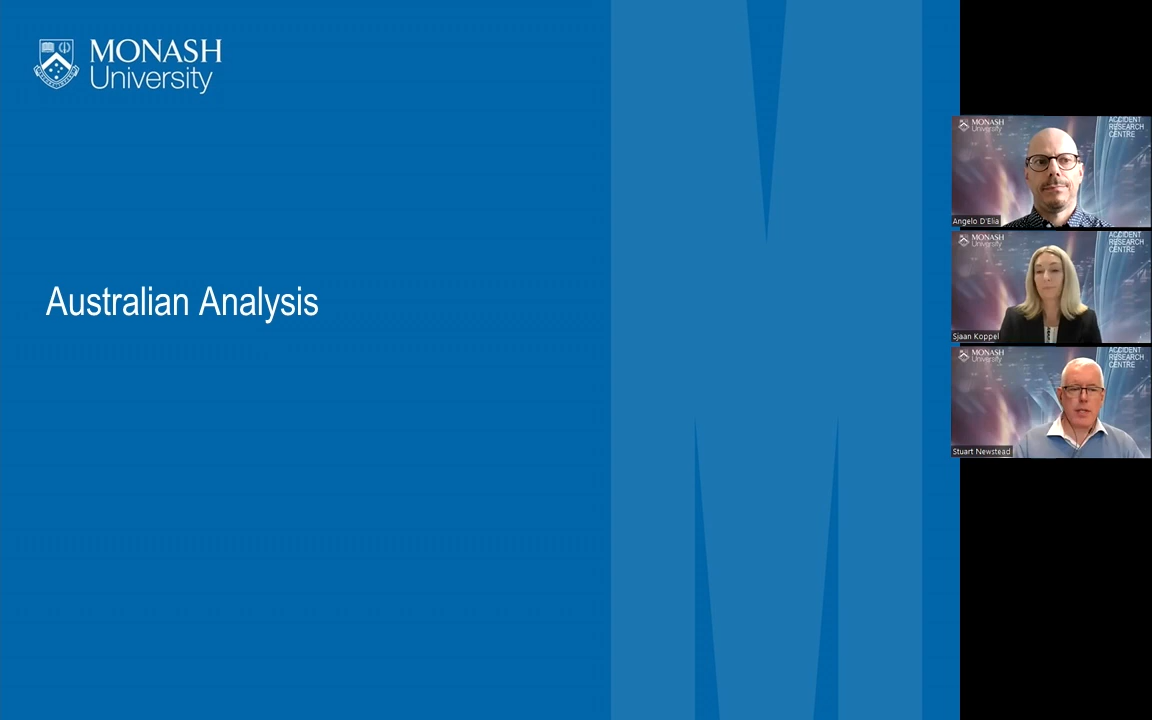 MONASH
University
Australian Analysis
MONASH
University
ACCIDENT
RESEARCH
CENTRE
Angelo D'Elia
MONASH
University
ACCIDENT
RESEARCH
CENTRE
Sjaan Koppel
MONASH
University
ACCIDENT
RESEARCH
CENTRE
Stuart Newstead